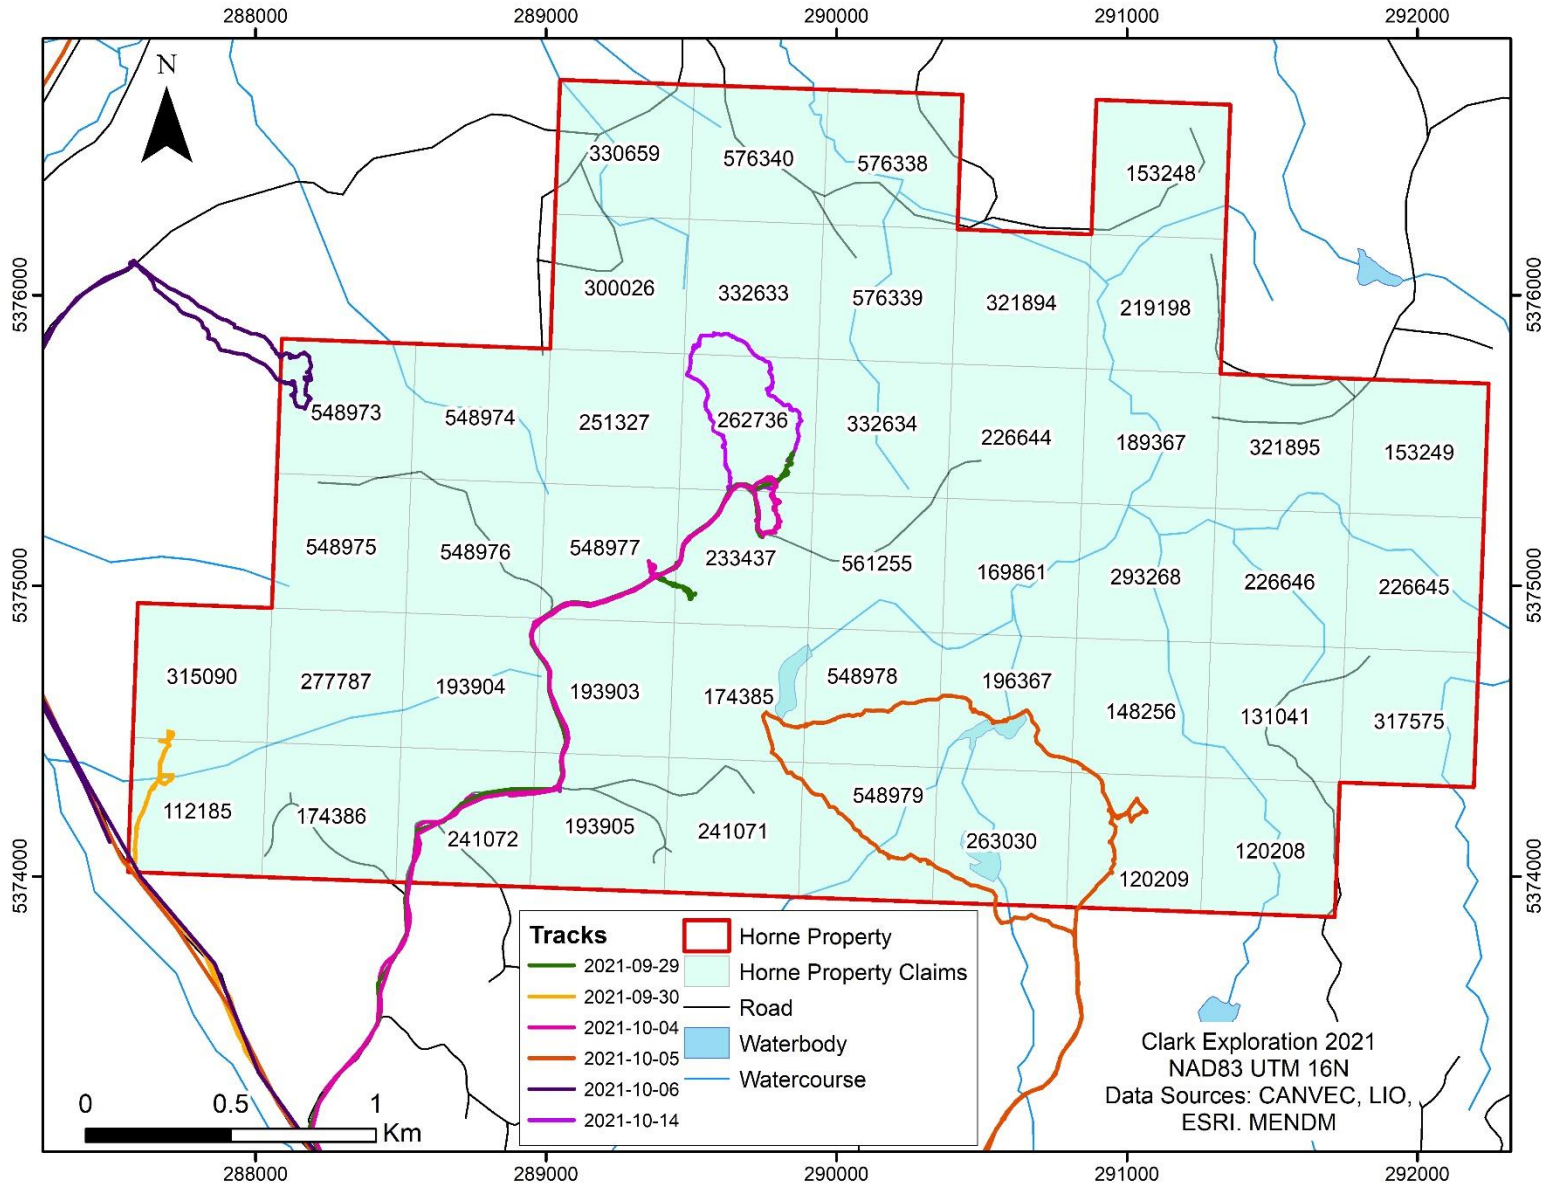 288000 289000 290000 291000 292000
N
330659 576340 576338 153248
5376000 300026 332633 576339 321894 219198 5376000
548973 548974 251327 262736 332634 226644 189367 321895 153249
5375000 548975 548976 548977 233437 561255 169861 293268 226646 226645 5375000
315090 277787 193904 193903 174385 548978 196367 148256 131041 317575
112185 174386 241072 193905 241071 548979 263030 120209 120208
5374000 5374000
Tracks
2021-09-29
2021-09-30
2021-10-04
2021-10-05
2021-10-06
2021-10-14
Horne Property
Horne Property Claims
Road
Waterbody
Watercourse
Clark Exploration 2021
NAD83 UTM 16N
Data Sources: CANVEC, LIO,
ESRI. MENDM
0 0.5 1
Km
288000 289000 290000 291000 292000